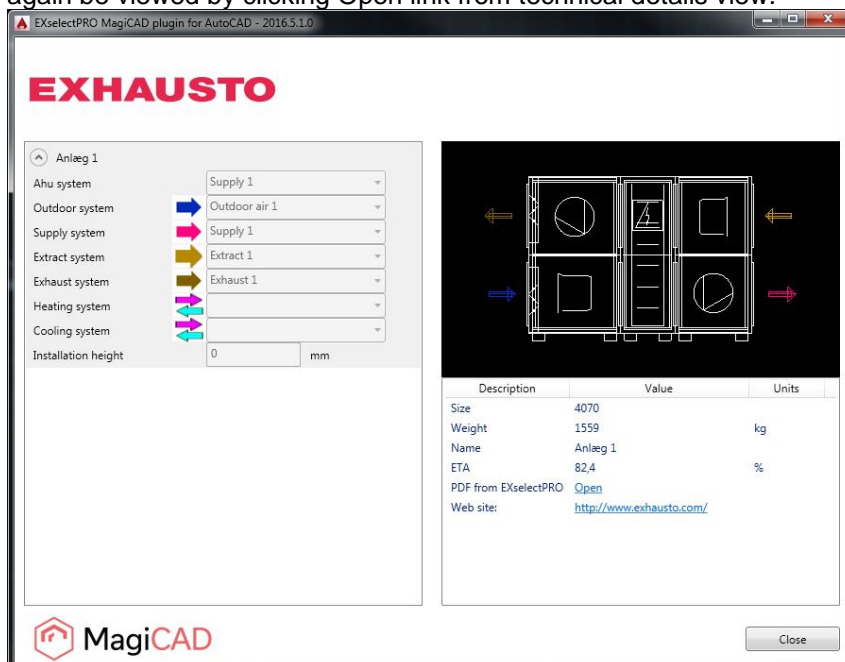 again be viewed by clicking Open link from technical details view.
EXselectPRO MagiCAD plugin for AutoCAD - 2016.5.1.0
EXHAUSTO
Anlæg 1
Ahu system Supply 1
Outdoor system Outdoor air 1
Supply system Supply 1
Extract system Extract 1
Exhaust system Exhaust 1
Heating system
Cooling system
Installation height 0 mm
Description Value Units
Size 4070
Weight 1559 kg
Name Anlæg 1
ETA 82,4 %
PDF from EXselectPRO Open
Web site: http://www.exhausto.com/
MagiCAD
Close